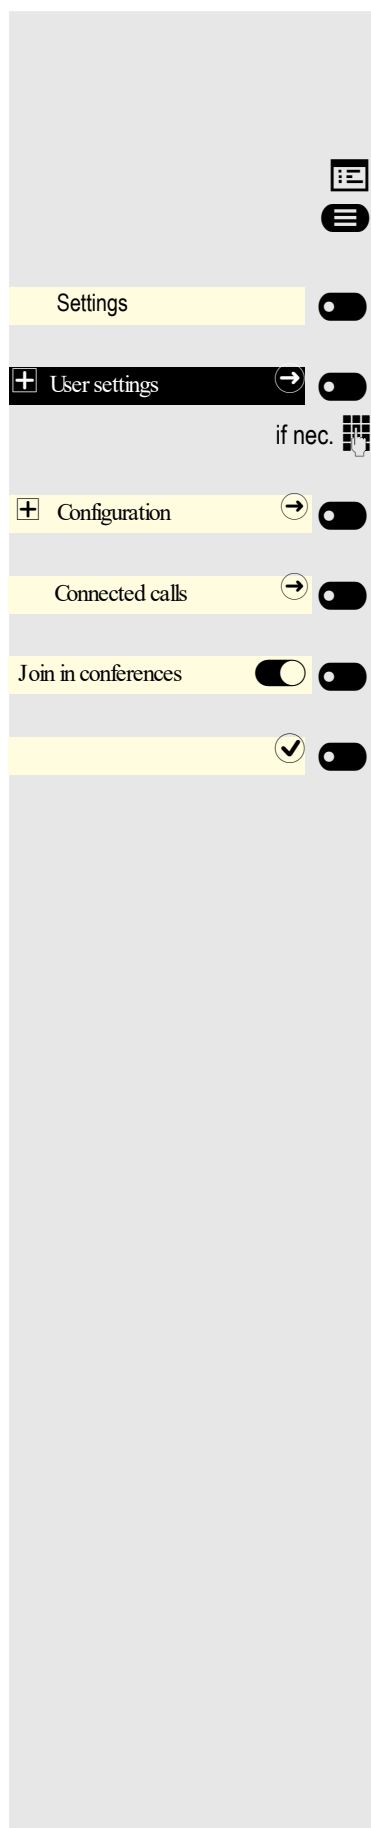 Settings
User settings
if nec.
Configuration
Connected calls
Join in conferences